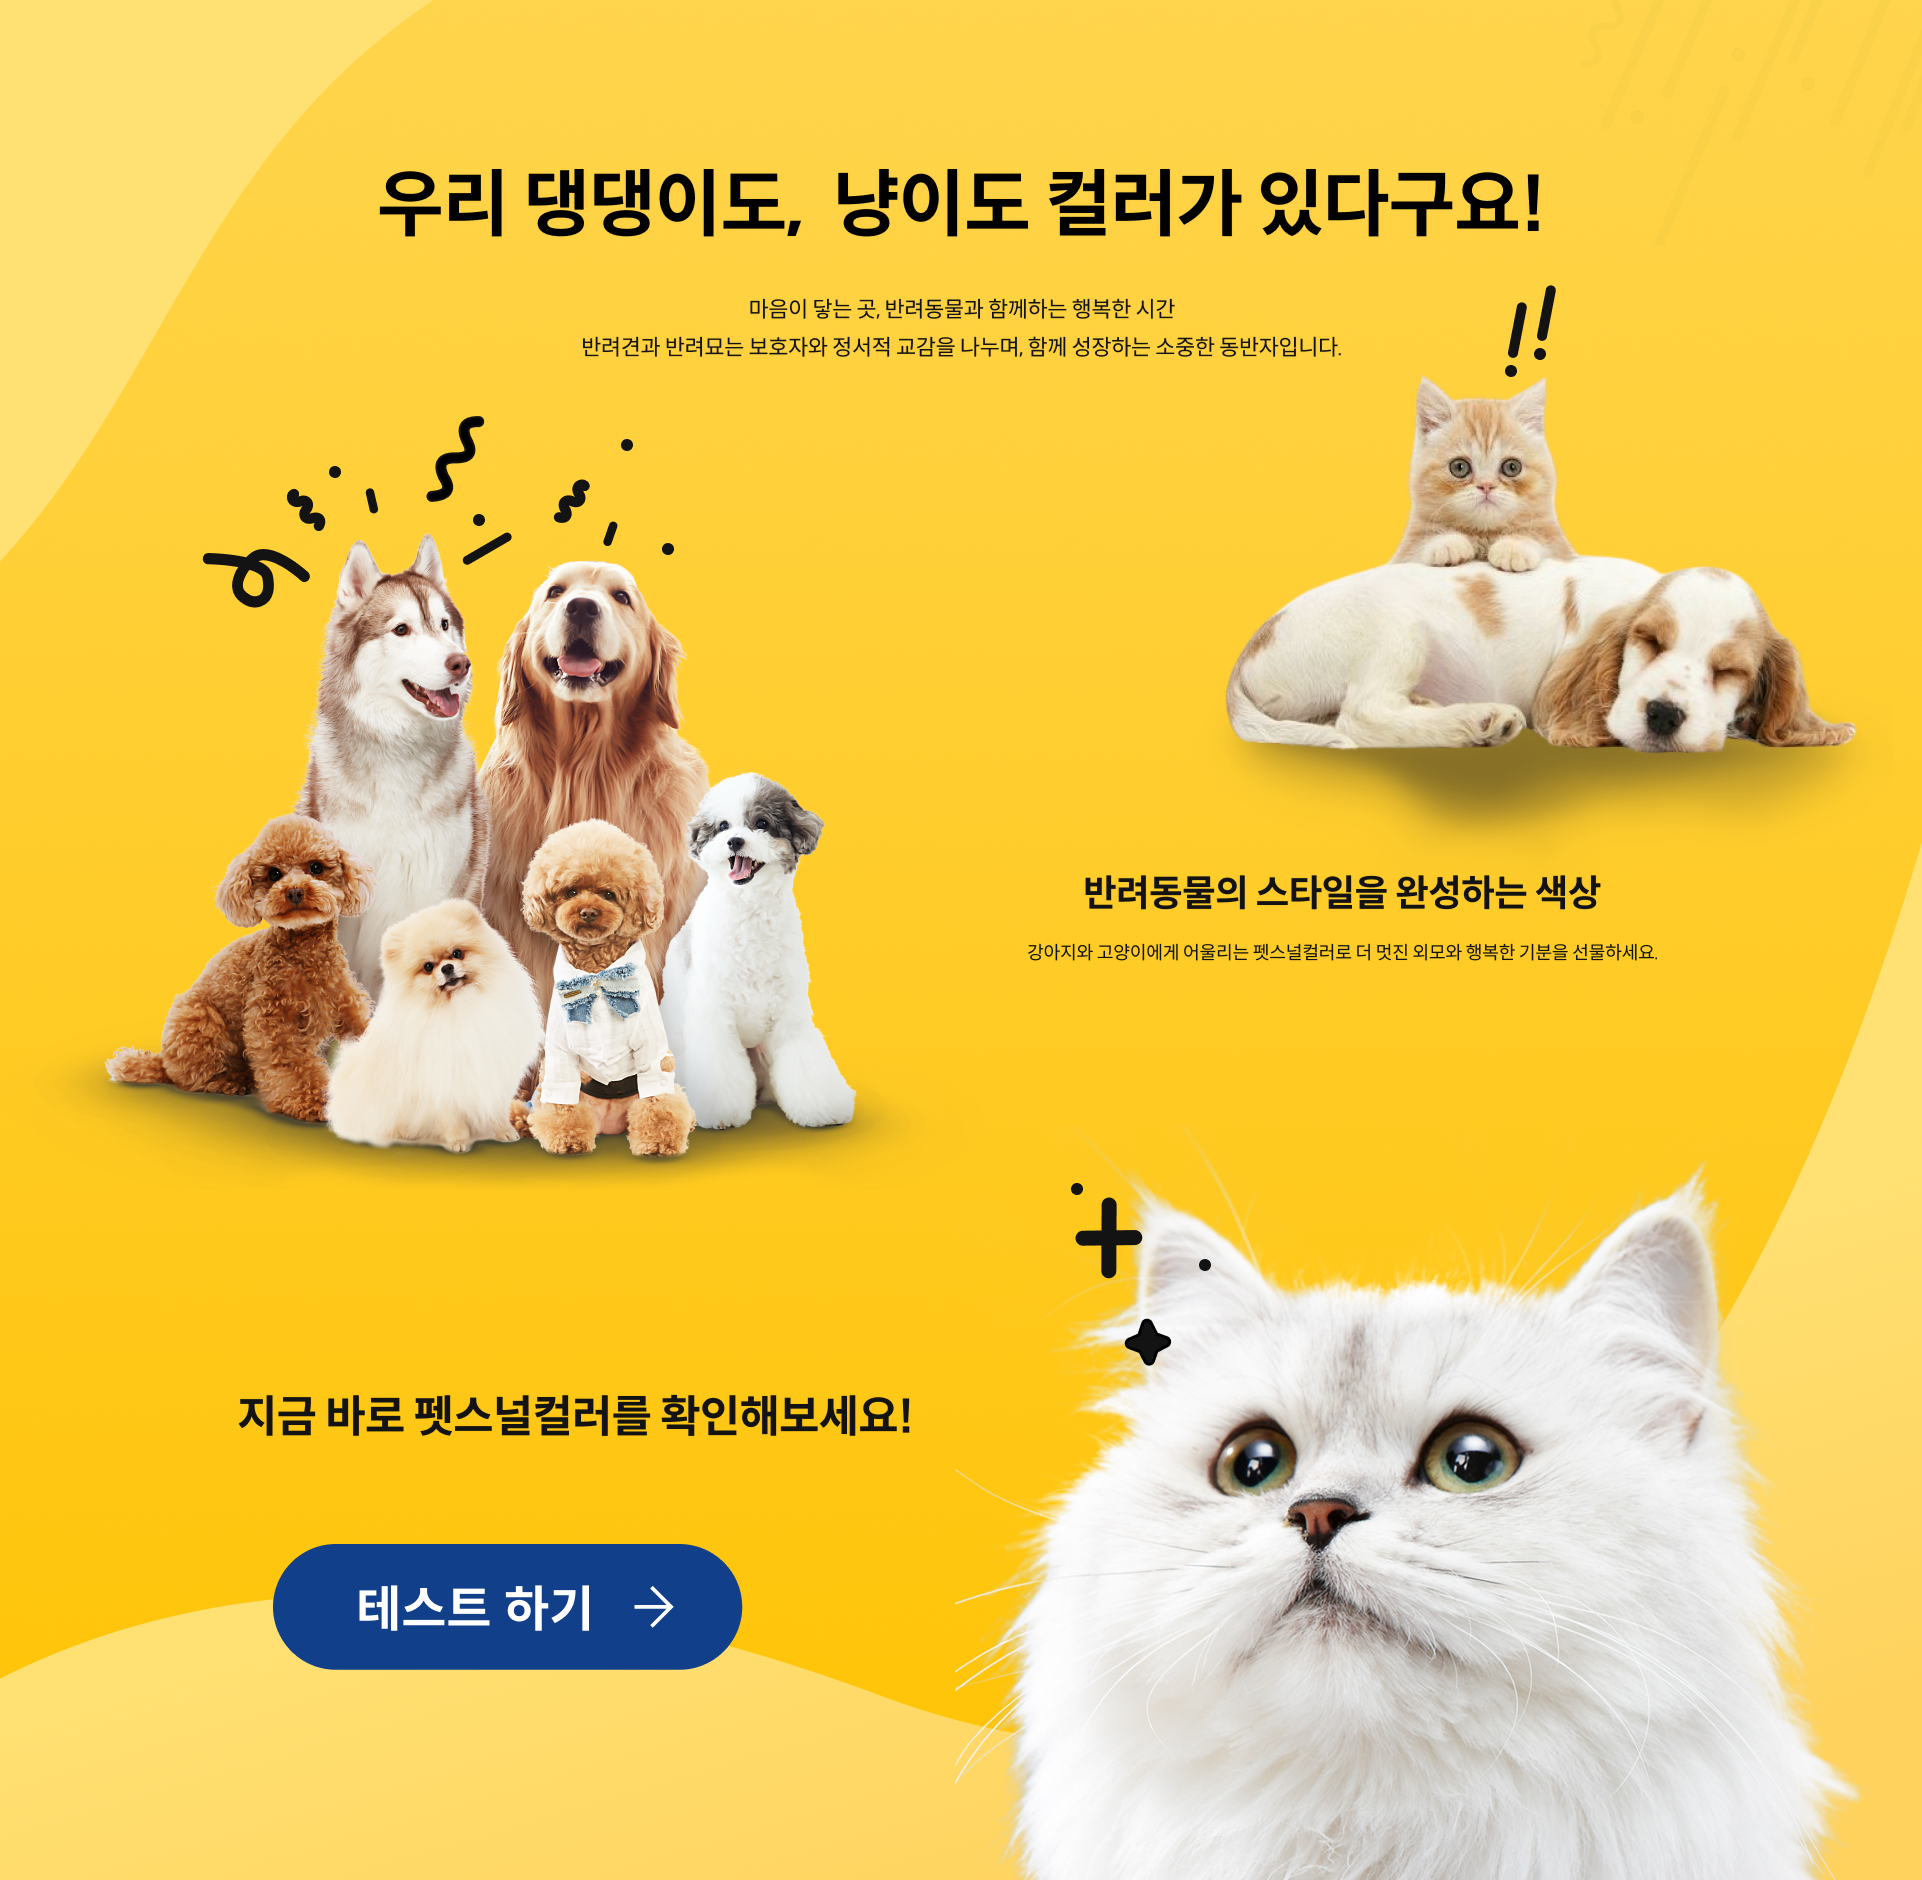 우리 댕댕이도, 냥이도 컬러가 있다구요!
마음이 닿는 곳, 반려동물과 함께하는 행복한 시간
반려견과 반려묘는 보호자와 정서적 교감을 나누며, 함께 성장하는 소중한 동반자입니다.
반려동물의 스타일을 완성하는 색상
강아지와 고양이에게 어울리는 펫스널컬러로 더 멋진 외모와 행복한 기분을 선물하세요.
지금 바로 펫스널컬러를 확인해보세요!
테스트 하기